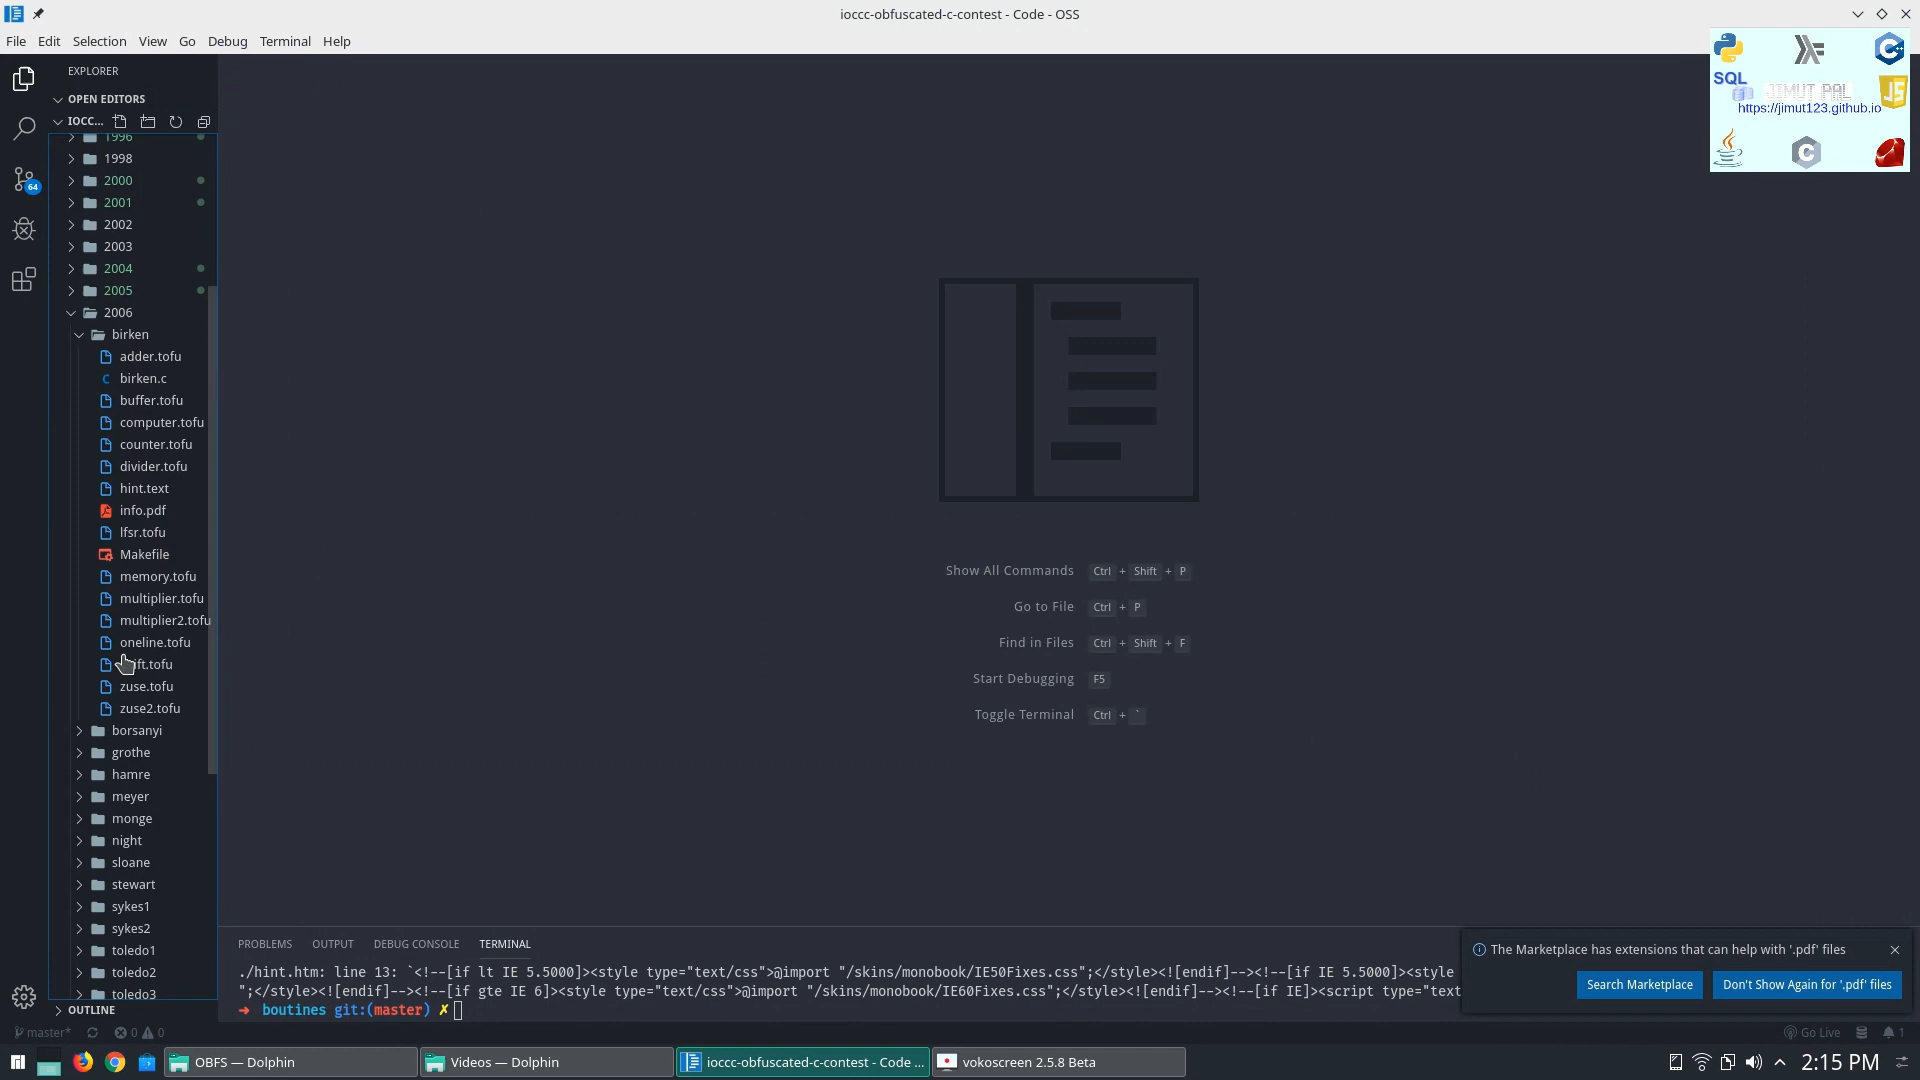 ioccc-obfuscated-c-contest - Code - OSS
File Edit Selection View Go Debug Terminal Help
SQL
JIMUT PAL
https://jimut123.github.io
JS
C
EXPLORER
OPEN EDITORS
IOCC...
1996
1998
2000
2001
2002
2003
2004
2005
2006
birken
adder.tofu
birken.c
buffer.tofu
computer.tofu
counter.tofu
divider.tofu
hint.text
info.pdf
lfsr.tofu
Makefile
memory.tofu
multiplier.tofu
multiplier2.tofu
oneline.tofu
zuse.tofu
zuse2.tofu
borsanyi
grothe
hamre
meyer
monge
night
sloane
stewart
sykes1
sykes2
toledo1
toledo2
toledo3
OUTLINE
64
Show All Commands Ctrl + Shift + P
Go to File Ctrl + P
Find in Files Ctrl + Shift + F
Start Debugging F5
Toggle Terminal Ctrl + `
PROBLEMS OUTPUT DEBUG CONSOLE TERMINAL
./hint.htm: line 13: `<!--[if lt IE 5.5000]><style type="text/css">@import "/skins/monobook/IE50Fixes.css";</style><![endif]--><!--[if IE 5.5000]><style
";</style><![endif]--><!--[if gte IE 6]><style type="text/css">@import "/skins/monobook/IE60Fixes.css";</style><![endif]--><!--[if IE]><script type="text
➜ boutines git:(master) ✗
The Marketplace has extensions that can help with '.pdf' files
Search Marketplace Don't Show Again for '.pdf' files
master* 0 0 Go Live 1
OBFS — Dolphin Videos — Dolphin ioccc-obfuscated-c-contest - Code ... vokoscreen 2.5.8 Beta 2:15 PM